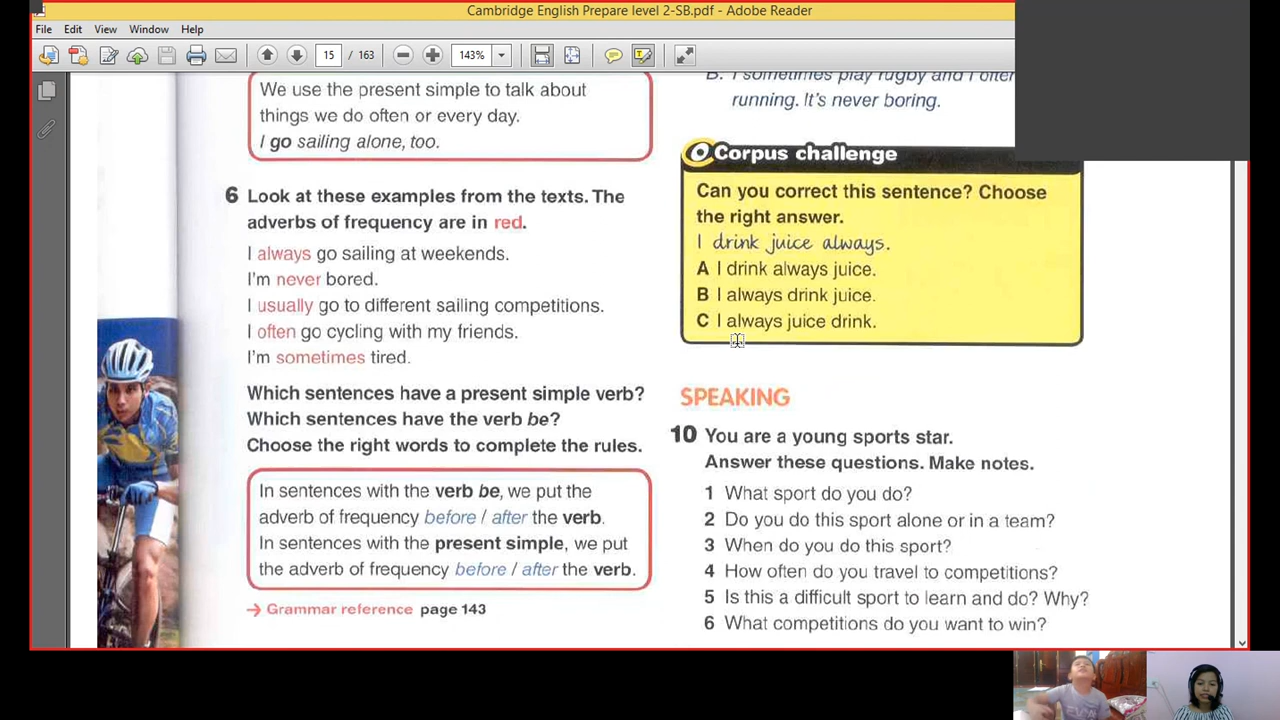 Cambridge English Prepare level 2-SB.pdf - Adobe Reader
File Edit View Window Help
15 / 163 143%
We use the present simple to talk about
things we do often or every day.
I go sailing alone, too.
6 Look at these examples from the texts. The
adverbs of frequency are in red.
I always go sailing at weekends.
I'm never bored.
I usually go to different sailing competitions.
I often go cycling with my friends.
I'm sometimes tired.
Which sentences have a present simple verb?
Which sentences have the verb be?
Choose the right words to complete the rules.
In sentences with the verb be, we put the
adverb of frequency before / after the verb.
In sentences with the present simple, we put
the adverb of frequency before / after the verb.
→ Grammar reference page 143
B. I sometimes play rugby and I often
running. It's never boring.
Corpus challenge
Can you correct this sentence? Choose
the right answer.
I drink juice always.
A I drink always juice.
B I always drink juice.
C I always juice drink.
SPEAKING
10 You are a young sports star.
Answer these questions. Make notes.
1 What sport do you do?
2 Do you do this sport alone or in a team?
3 When do you do this sport?
4 How often do you travel to competitions?
5 Is this a difficult sport to learn and do? Why?
6 What competitions do you want to win?